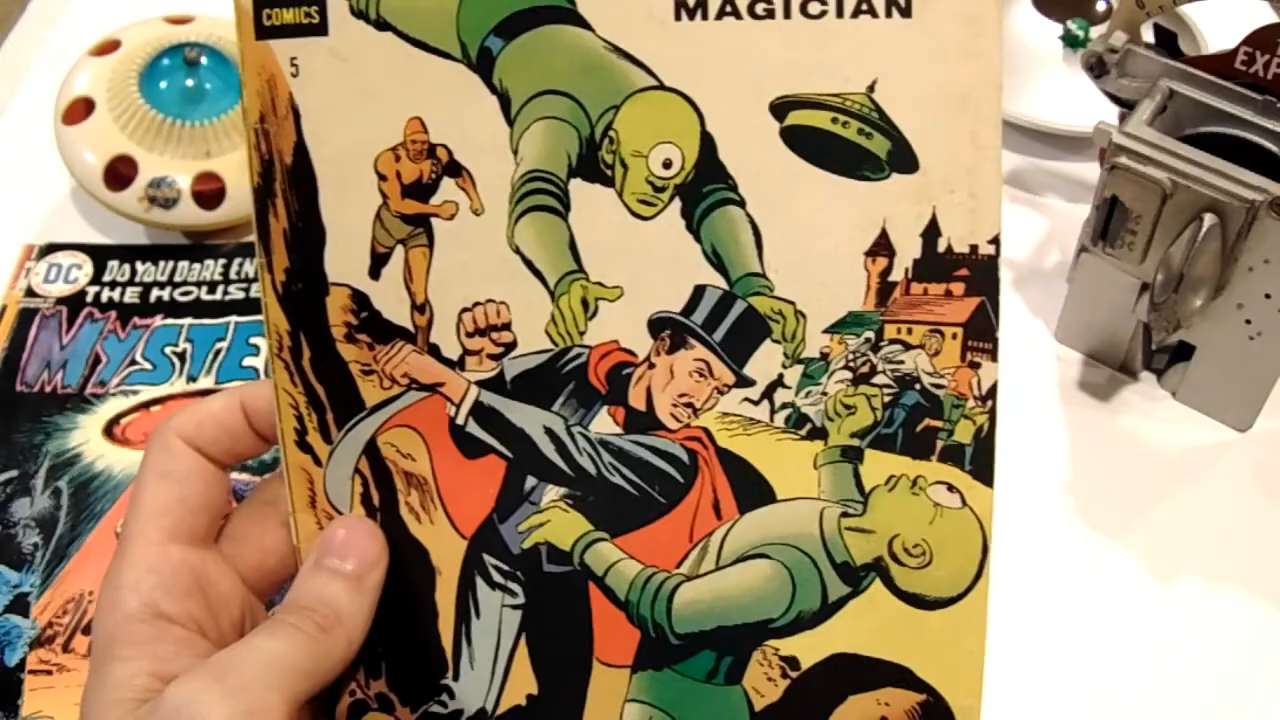 COMICS
MAGICIAN
5
DC
DO YOU DARE EN
THE HOUSE
MYSTE
EXP